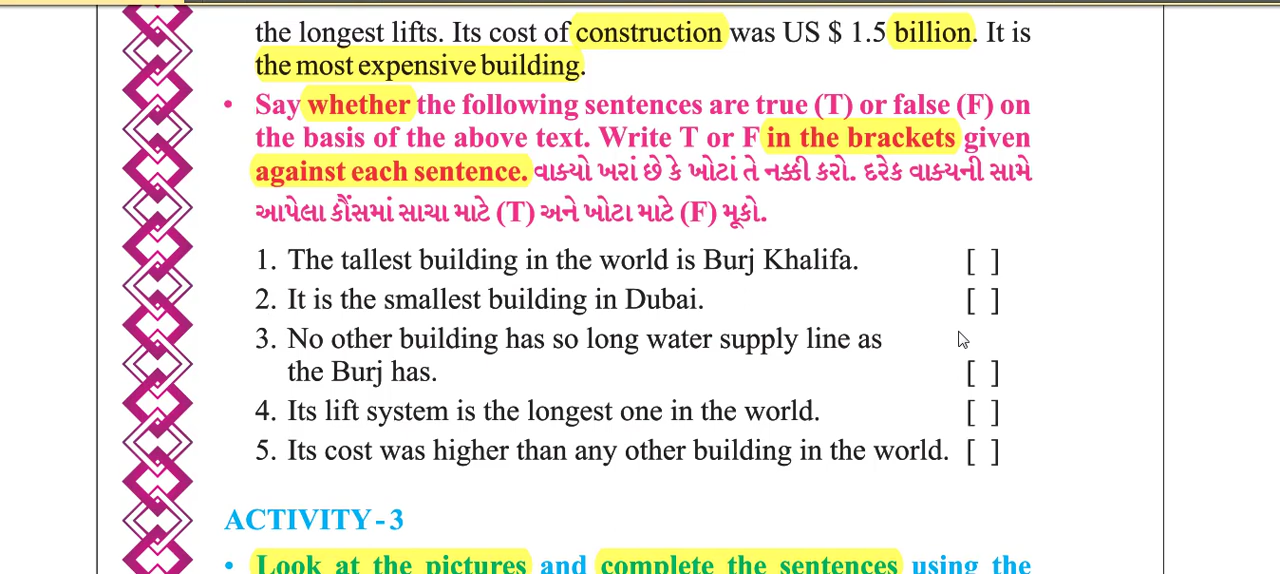 the longest lifts. Its cost of construction was US $ 1.5 billion. It is
the most expensive building.
• Say whether the following sentences are true (T) or false (F) on
the basis of the above text. Write T or F in the brackets given
against each sentence. વાક્યો ખરાં છે કે ખોટાં તે નક્કી કરો. દરેક વાક્યની સામે
આપેલા કૌંસમાં સાચા માટે (T) અને ખોટા માટે (F) મૂકો.
1. The tallest building in the world is Burj Khalifa. [ ]
2. It is the smallest building in Dubai. [ ]
3. No other building has so long water supply line as
the Burj has. [ ]
4. Its lift system is the longest one in the world. [ ]
5. Its cost was higher than any other building in the world. [ ]
ACTIVITY-3
• Look at the pictures and complete the sentences using the